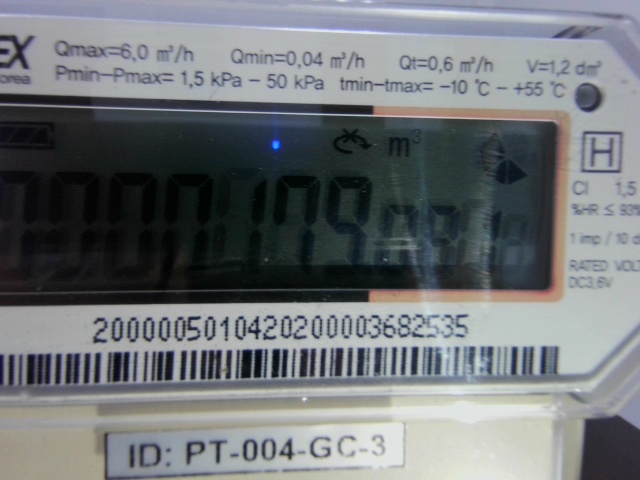 EX
orea
Qmax=6,0 m³/h Qmin=0,04 m³/h Qt=0,6 m³/h V=1,2 dm³
Pmin-Pmax= 1,5 kPa - 50 kPa tmin-tmax= -10 °C - +55 °C
m³
H
Cl 1,5
%HR ≤ 93%
1 imp / 10 d
RATED VOLT
DC3,6V
2000005010420200003682535
ID: PT-004-GC-3